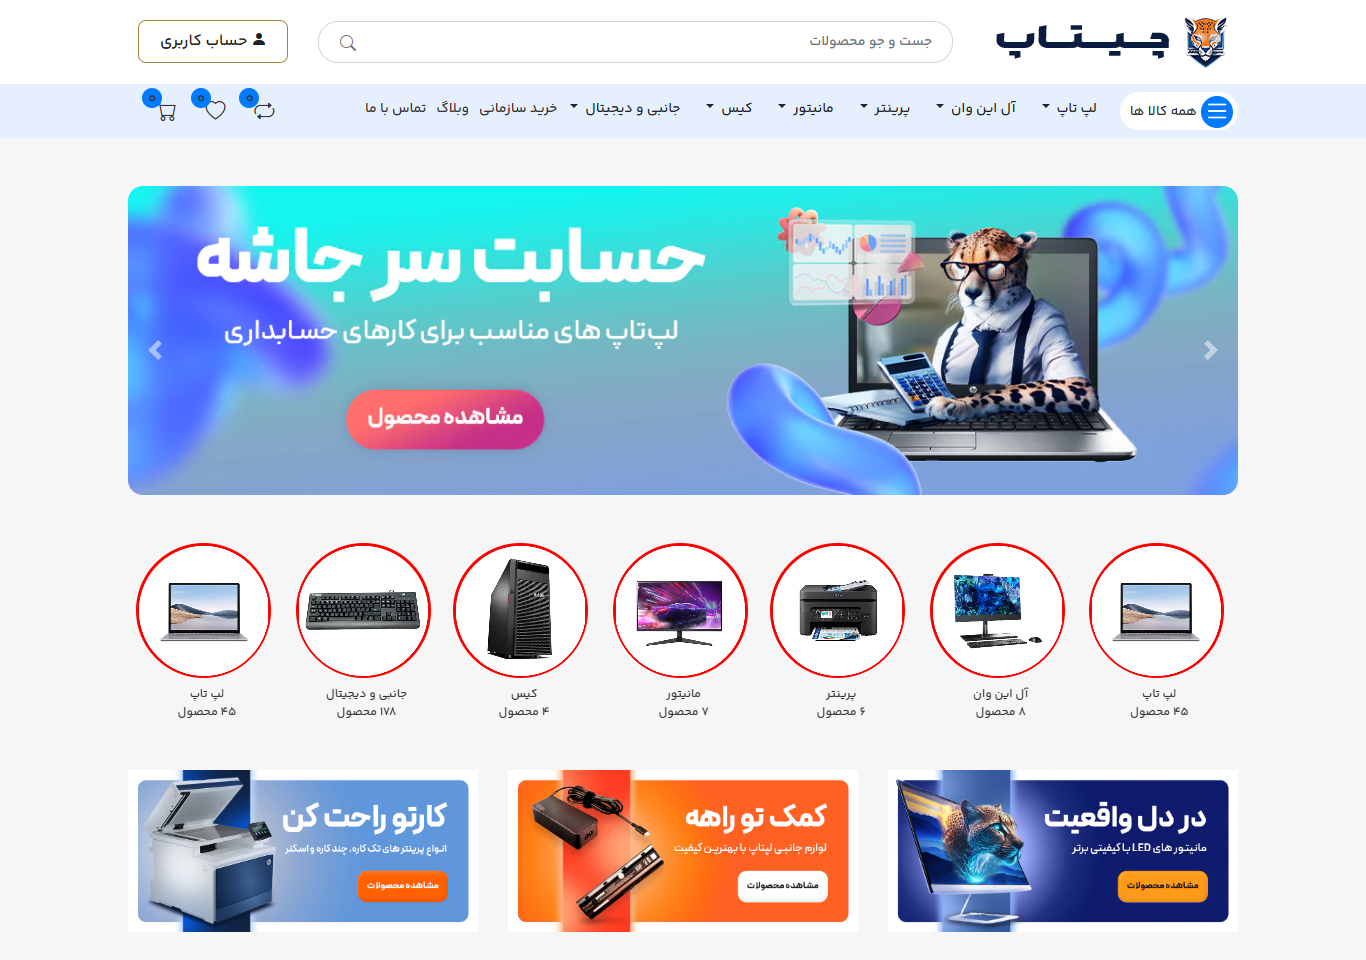 چیتاپ
جست و جو محصولات
حساب کاربری
همه کالا ها
لپ تاپ
آل این وان
پرینتر
مانیتور
کیس
جانبی و دیجیتال
خرید سازمانی
وبلاگ
تماس با ما
0
0
0
حسابت سر جاشه
لپ‌تاپ های مناسب برای کارهای حسابداری
مشاهده محصول
لپ تاپ
۴۵ محصول
آل این وان
۸ محصول
پرینتر
۶ محصول
مانیتور
۷ محصول
کیس
۴ محصول
جانبی و دیجیتال
۱۷۸ محصول
لپ تاپ
۴۵ محصول
در دل واقعیت
مانیتور های LED با کیفیتی برتر
مشاهده محصولات
کمک تو راهه
لوازم جانبی لپتاپ با بهترین کیفیت
مشاهده محصولات
کارتو راحت کن
انواع پرینتر های تک کاره، چند کاره و اسکنر
مشاهده محصولات